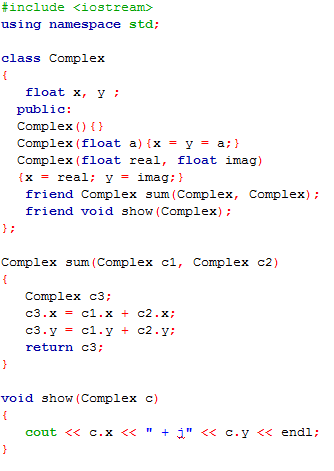 #include <iostream>
using namespace std;
class Complex
{
float x, y ;
public:
Complex(){}
Complex(float a){x = y = a;}
Complex(float real, float imag)
{x = real; y = imag;}
friend Complex sum(Complex, Complex);
friend void show(Complex);
};
Complex sum(Complex c1, Complex c2)
{
Complex c3;
c3.x = c1.x + c2.x;
c3.y = c1.y + c2.y;
return c3;
}
void show(Complex c)
{
cout << c.x << " + j" << c.y << endl;
}